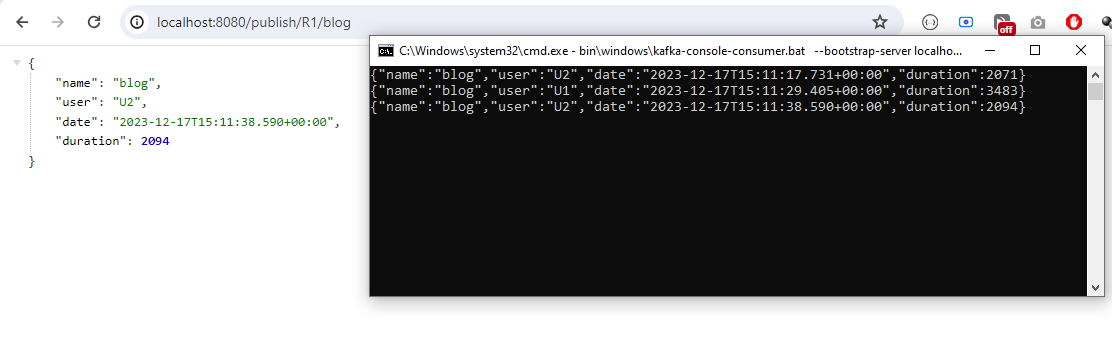 localhost:8080/publish/R1/blog
off
{
"name": "blog",
"user": "U2",
"date": "2023-12-17T15:11:38.590+00:00",
"duration": 2094
}
C:\Windows\system32\cmd.exe - bin\windows\kafka-console-consumer.bat --bootstrap-server localho...
{"name":"blog","user":"U2","date":"2023-12-17T15:11:17.731+00:00","duration":2071}
{"name":"blog","user":"U1","date":"2023-12-17T15:11:29.405+00:00","duration":3483}
{"name":"blog","user":"U2","date":"2023-12-17T15:11:38.590+00:00","duration":2094}